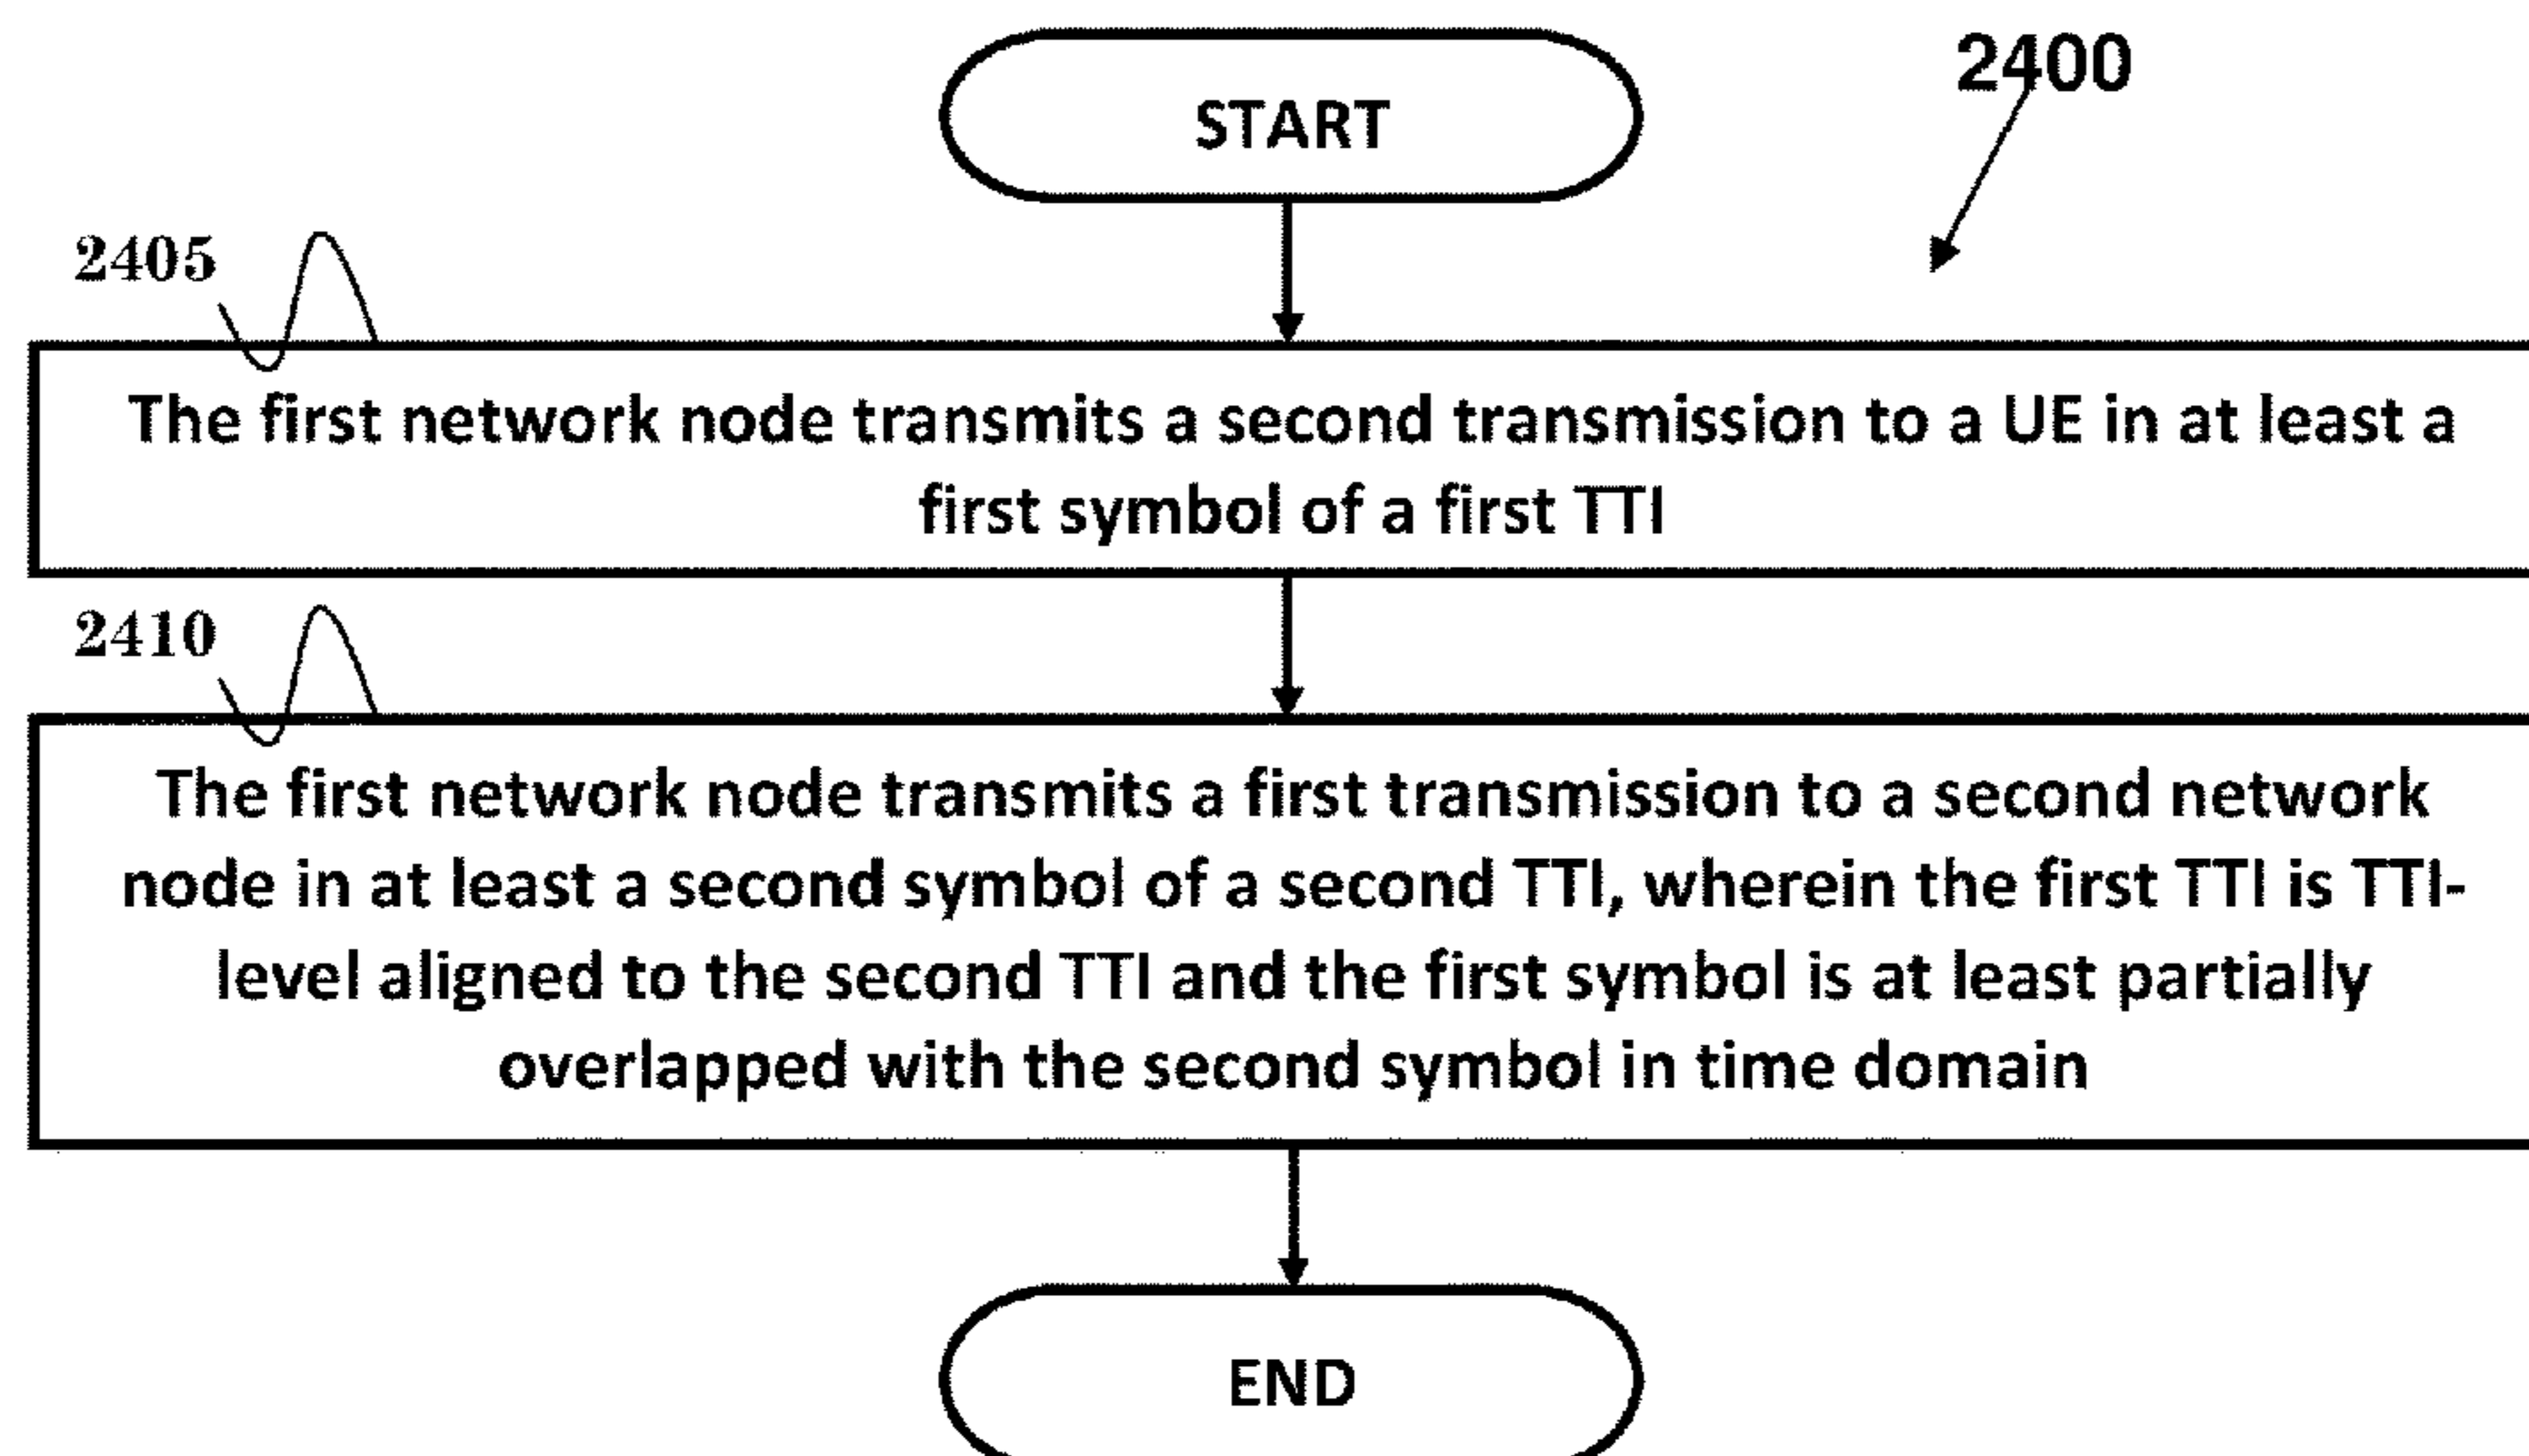 START
2400
2405
The first network node transmits a second transmission to a UE in at least a
first symbol of a first TTI
2410
The first network node transmits a first transmission to a second network
node in at least a second symbol of a second TTI, wherein the first TTI is TTI-
level aligned to the second TTI and the first symbol is at least partially
overlapped with the second symbol in time domain
END